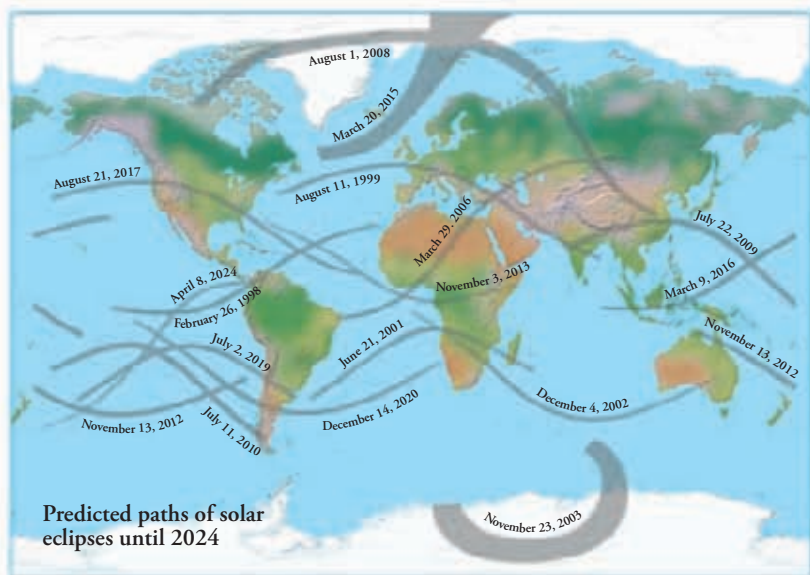 August 1, 2008
March 20, 2015
August 21, 2017
August 11, 1999
March 29, 2006
July 22, 2009
November 3, 2013
March 9, 2016
April 8, 2024
February 26, 1998
November 13, 2012
June 21, 2001
July 2, 2019
December 4, 2002
December 14, 2020
November 13, 2012
July 11, 2010
November 23, 2003
Predicted paths of solar
eclipses until 2024